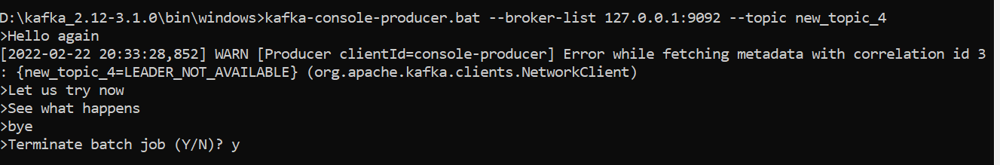 D:\kafka_2.12-3.1.0\bin\windows>kafka-console-producer.bat --broker-list 127.0.0.1:9092 --topic new_topic_4
>Hello again
[2022-02-22 20:33:28,852] WARN [Producer clientId=console-producer] Error while fetching metadata with correlation id 3
: {new_topic_4=LEADER_NOT_AVAILABLE} (org.apache.kafka.clients.NetworkClient)
>Let us try now
>See what happens
>bye
>Terminate batch job (Y/N)? y